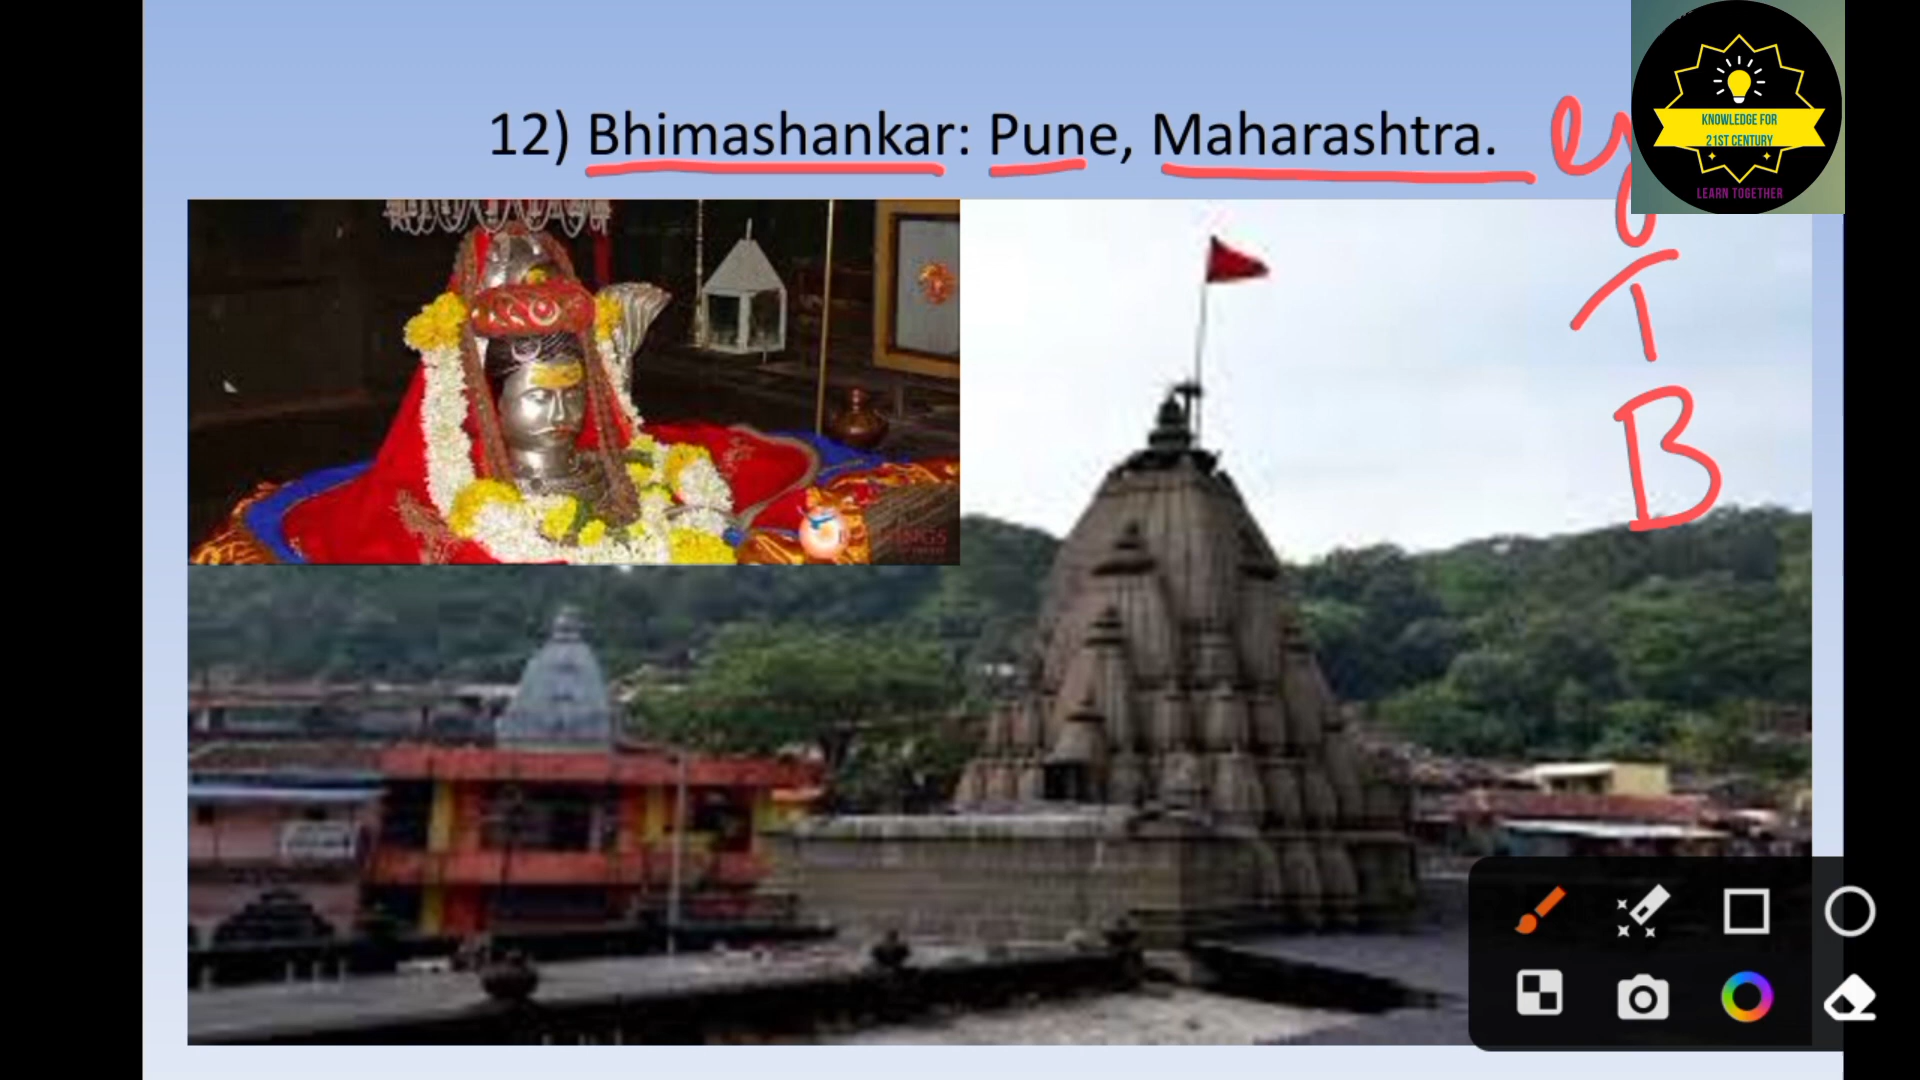 12) Bhimashankar: Pune, Maharashtra.
KNOWLEDGE FOR
21ST CENTURY
LEARN TOGETHER
T
B